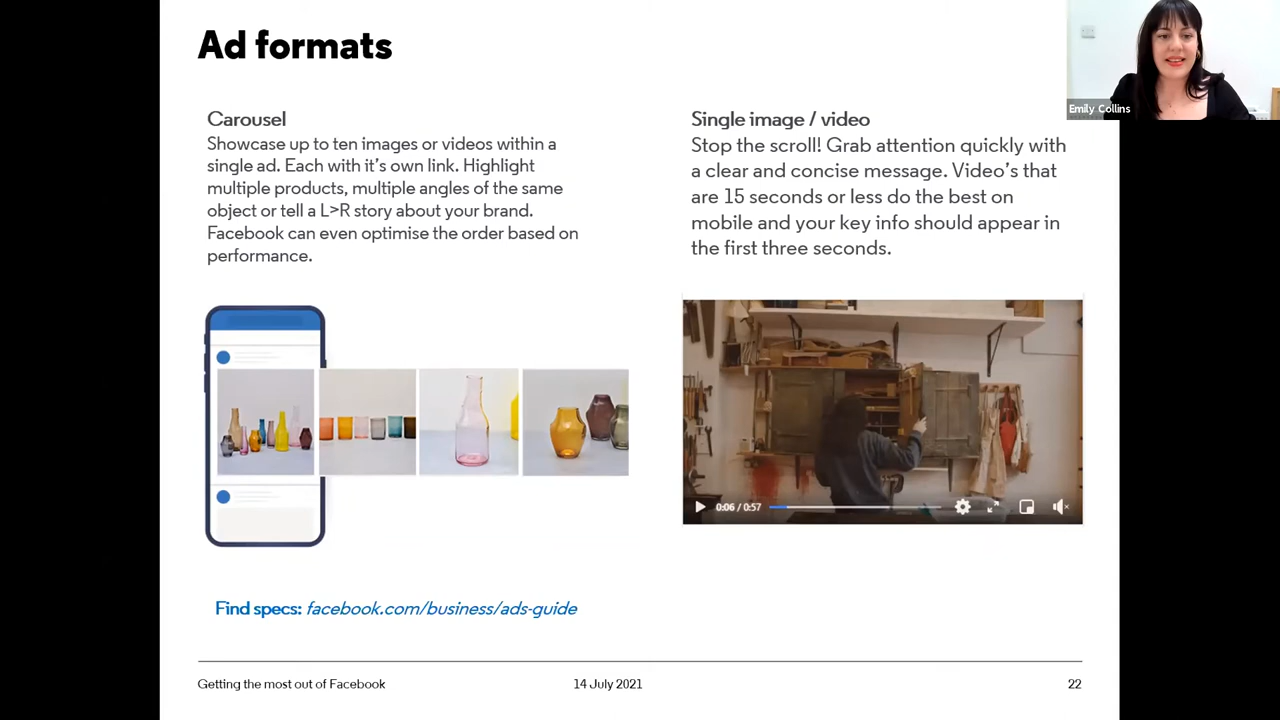 Ad formats
Emily Collins
Carousel
Showcase up to ten images or videos within a
single ad. Each with it's own link. Highlight
multiple products, multiple angles of the same
object or tell a L>R story about your brand.
Facebook can even optimise the order based on
performance.
Single image / video
Stop the scroll! Grab attention quickly with
a clear and concise message. Video's that
are 15 seconds or less do the best on
mobile and your key info should appear in
the first three seconds.
0:06 / 0:57
Find specs: facebook.com/business/ads-guide
Getting the most out of Facebook
14 July 2021
22